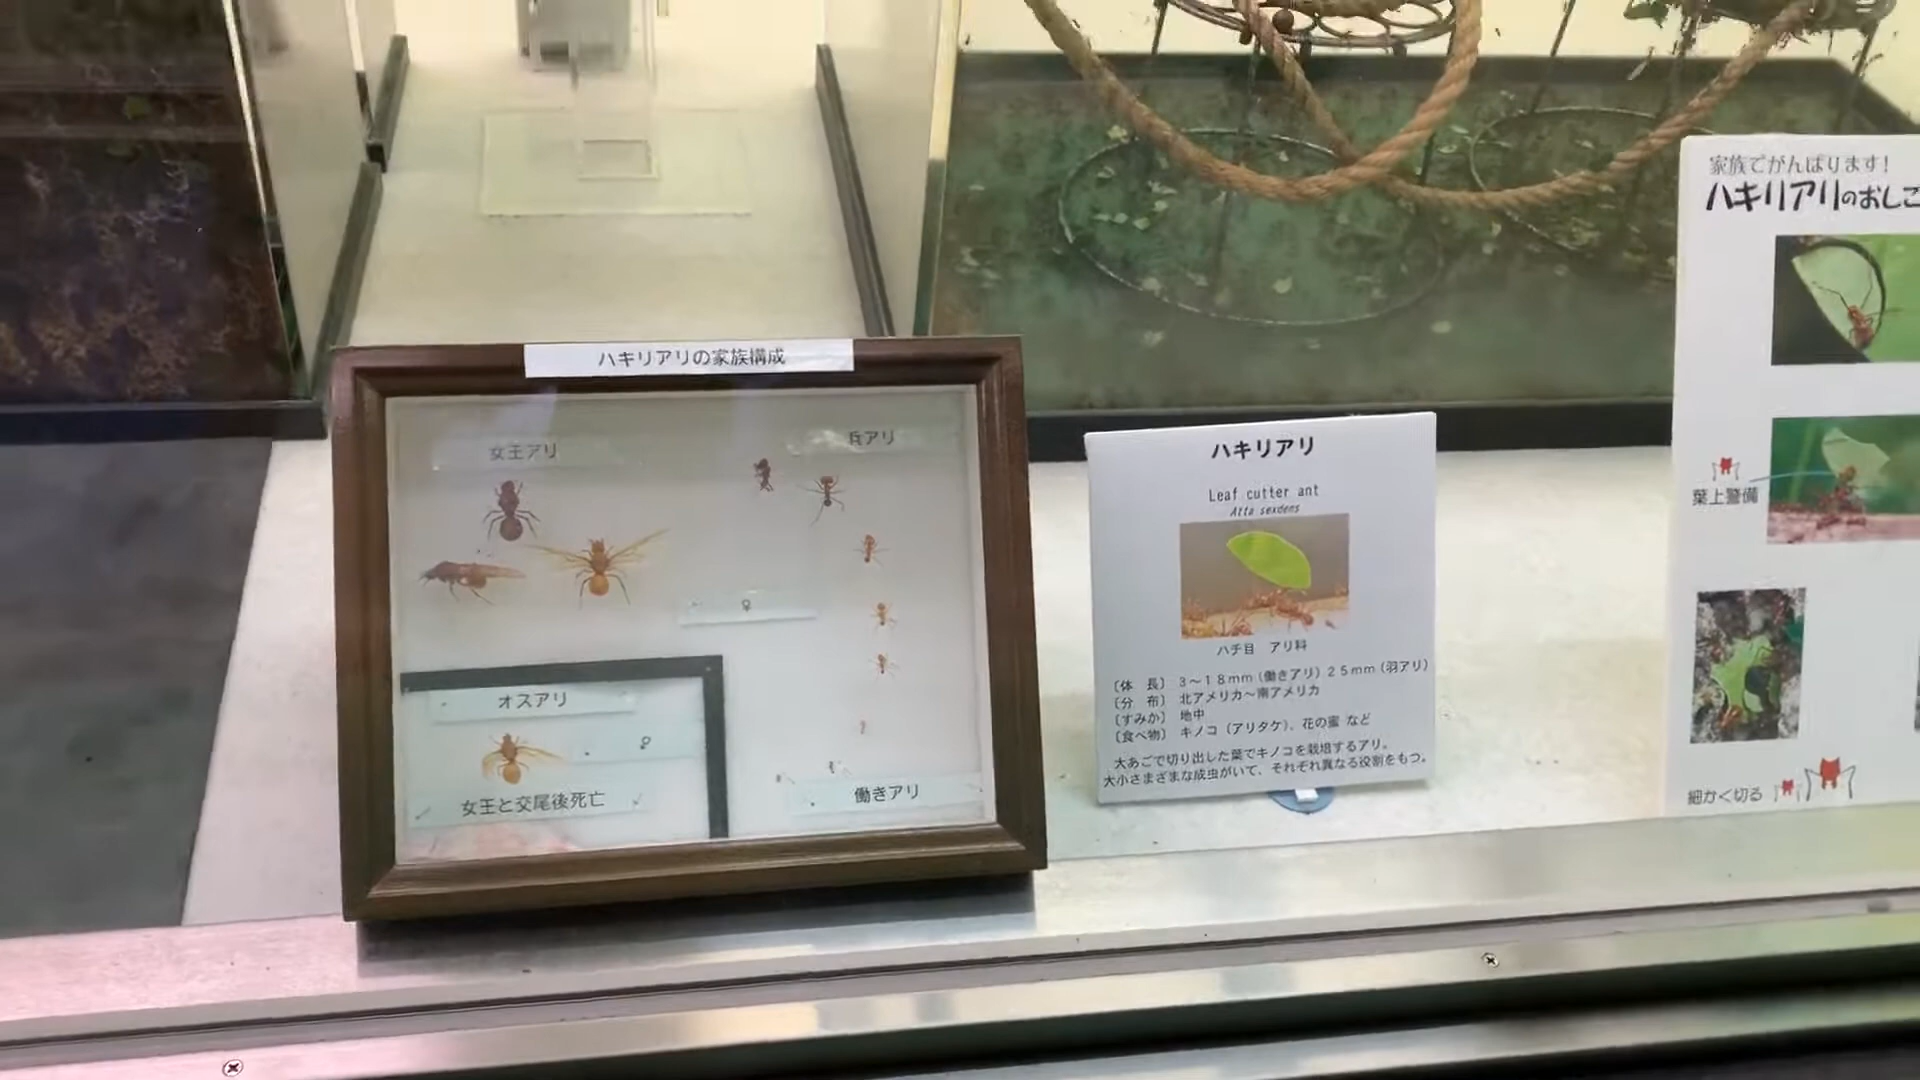 ハキリアリの家族構成
女王アリ
兵アリ
♀
オスアリ
女王と交尾後死亡
働きアリ
ハキリアリ
Leaf cutter ant
Atta sexdens
ハチ目 アリ科
〔体 長〕 3～18mm（働きアリ）25mm（羽アリ）
〔分 布〕 北アメリカ～南アメリカ
〔すみか〕 地中
〔食べ物〕 キノコ（アリタケ）、花の蜜 など
大あごで切り出した葉でキノコを栽培するアリ。
大小さまざまな成虫がいて、それぞれ異なる役割をもつ。
家族でがんばります！
ハキリアリのおしご
葉上警備
細かく切る